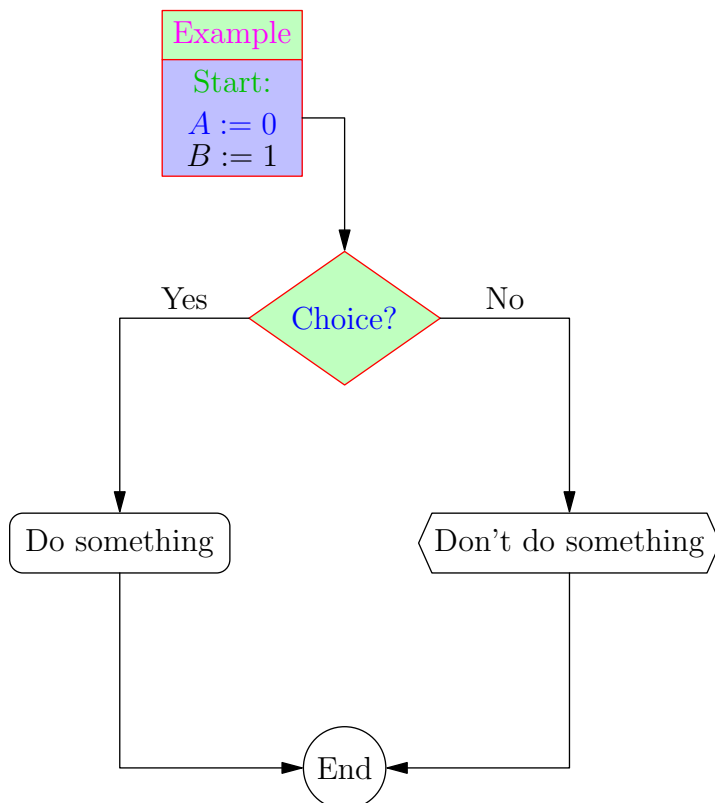 Example
Start:
A := 0
B := 1
Yes
No
Choice?
Do something
Don't do something
End